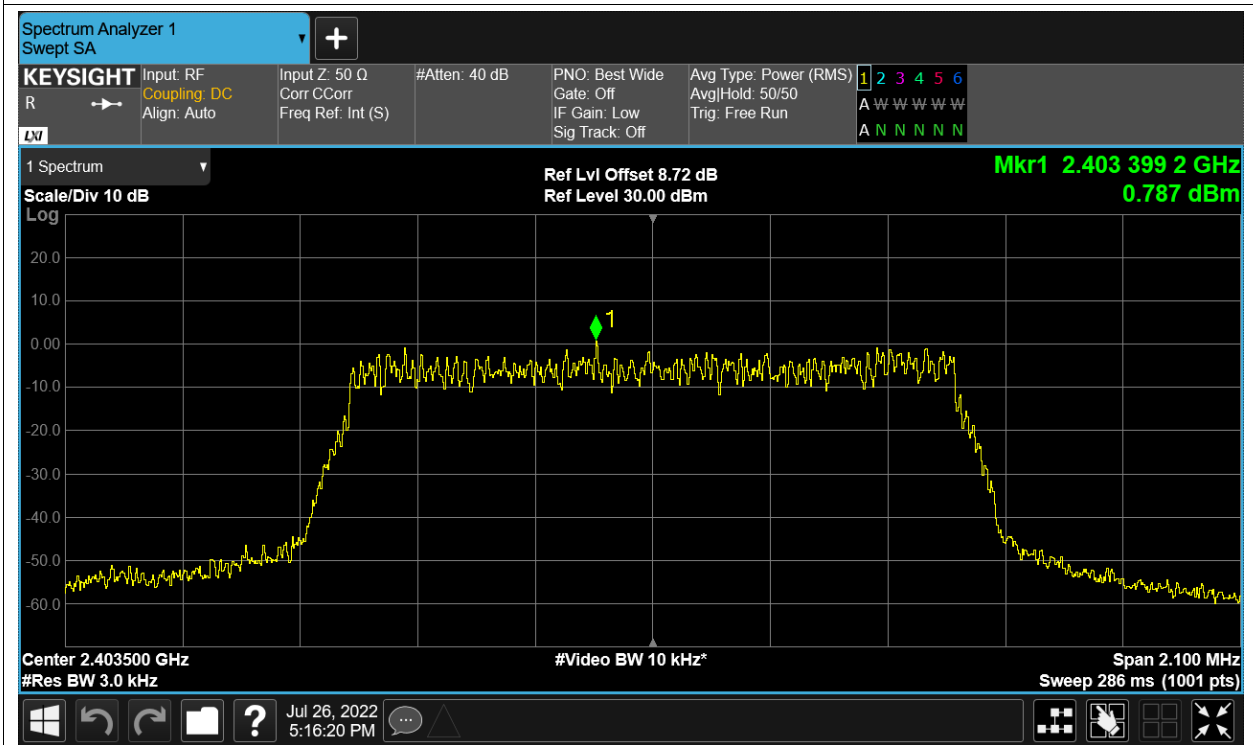 Spectrum Analyzer 1
Swept SA
KEYSIGHT
R
LXI
Input: RF
Coupling: DC
Align: Auto
Input Z: 50 Ω
Corr CCorr
Freq Ref: Int (S)
#Atten: 40 dB
PNO: Best Wide
Gate: Off
IF Gain: Low
Sig Track: Off
Avg Type: Power (RMS)
Avg|Hold: 50/50
Trig: Free Run
1 2 3 4 5 6
A W W W W W
A N N N N N
1 Spectrum
Scale/Div 10 dB
Log
Ref Lvl Offset 8.72 dB
Ref Level 30.00 dBm
Mkr1 2.403 399 2 GHz
0.787 dBm
20.0
10.0
0.00
-10.0
-20.0
-30.0
-40.0
-50.0
-60.0
1
Center 2.403500 GHz
#Res BW 3.0 kHz
#Video BW 10 kHz*
Span 2.100 MHz
Sweep 286 ms (1001 pts)
?
Jul 26, 2022
5:16:20 PM